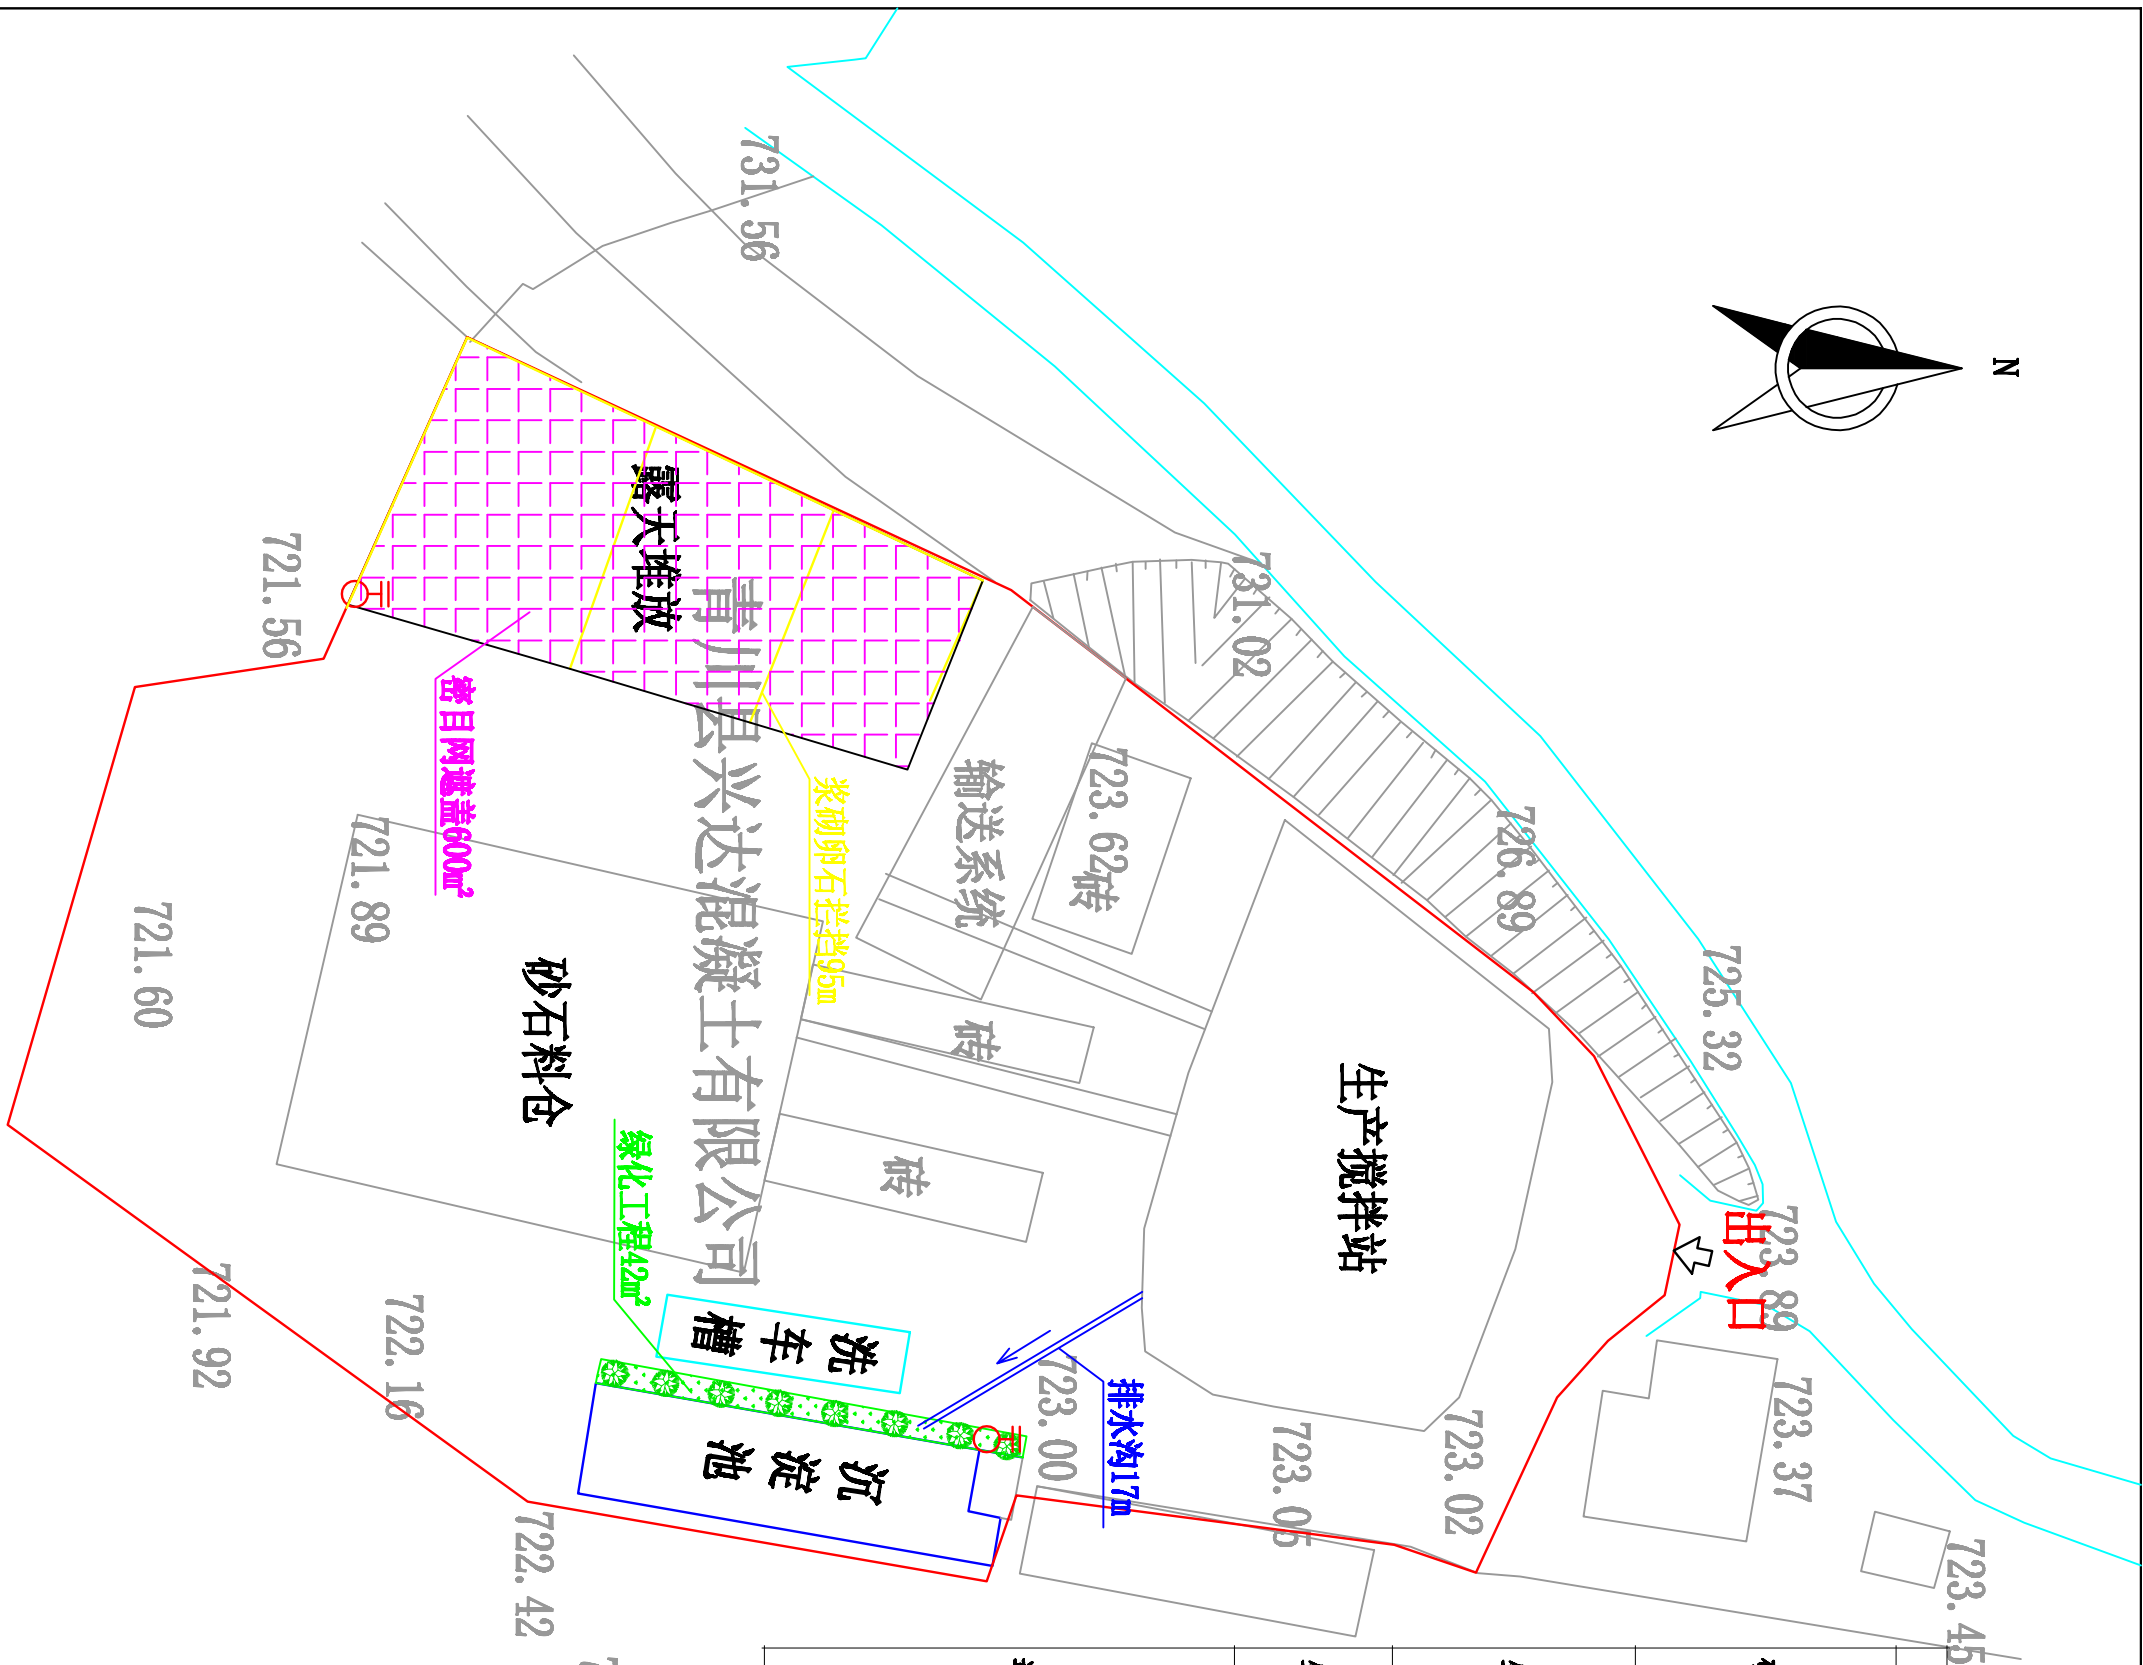 N
731.56
731.02
726.89
725.32
723.89
出入口
723.37
723.45
723.02
723.05
723.00
生产搅拌站
723.62
砖
输送系统
砖
砖
排水沟17m
浆砌卵石拦挡95m
青川县兴达混凝土有限公司
露天堆放
密目网遮盖600m²
砂石料仓
绿化工程42m²
洗车槽
沉淀池
721.56
721.89
721.60
721.92
722.16
722.42